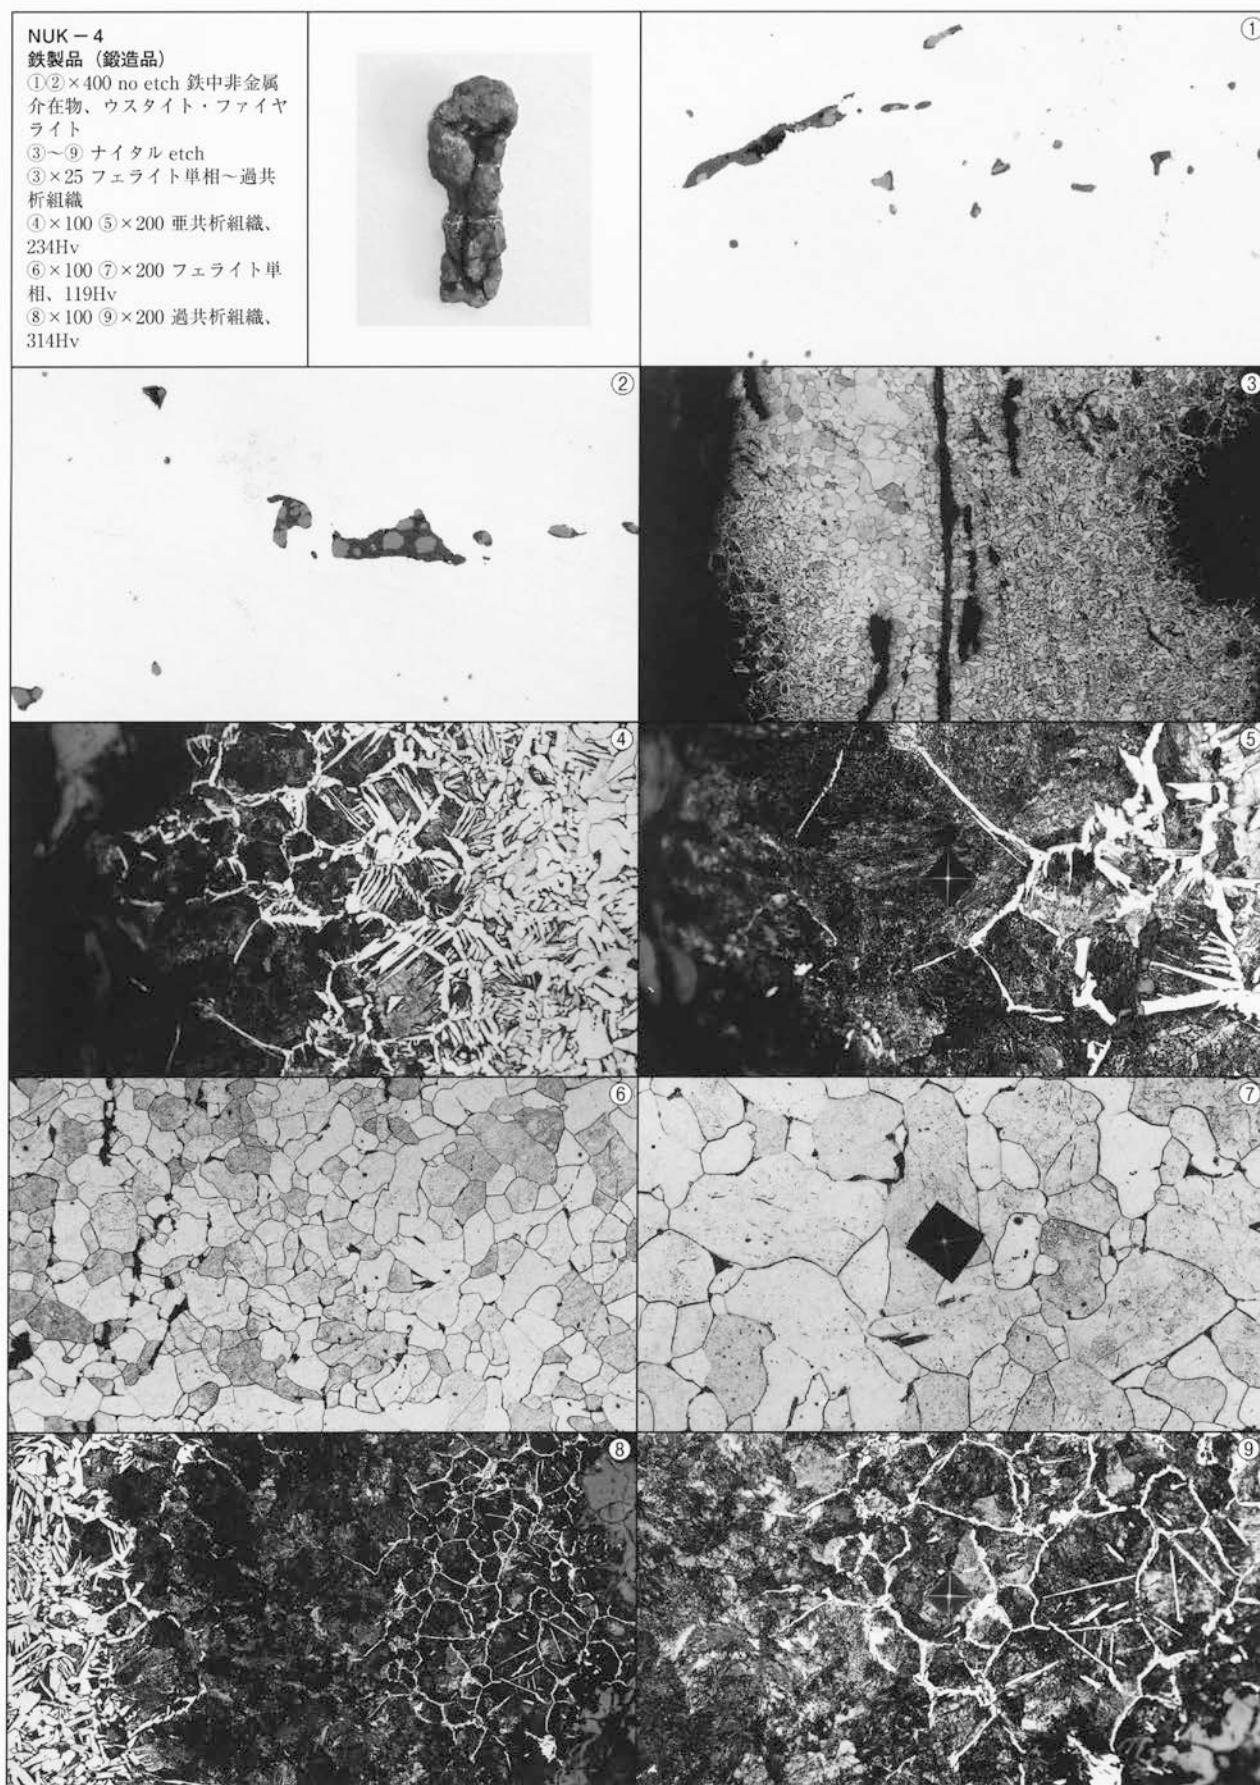 NUK－4
鉄製品（鍛造品）
①②×400 no etch 鉄中非金属
介在物、ウスタイト・ファイヤ
ライト
③～⑨ ナイタル etch
③×25 フェライト単相～過共
析組織
④×100 ⑤×200 亜共析組織、
234Hv
⑥×100 ⑦×200 フェライト単
相、119Hv
⑧×100 ⑨×200 過共析組織、
314Hv
①
②
③
④
⑤
⑥
⑦
⑧
⑨